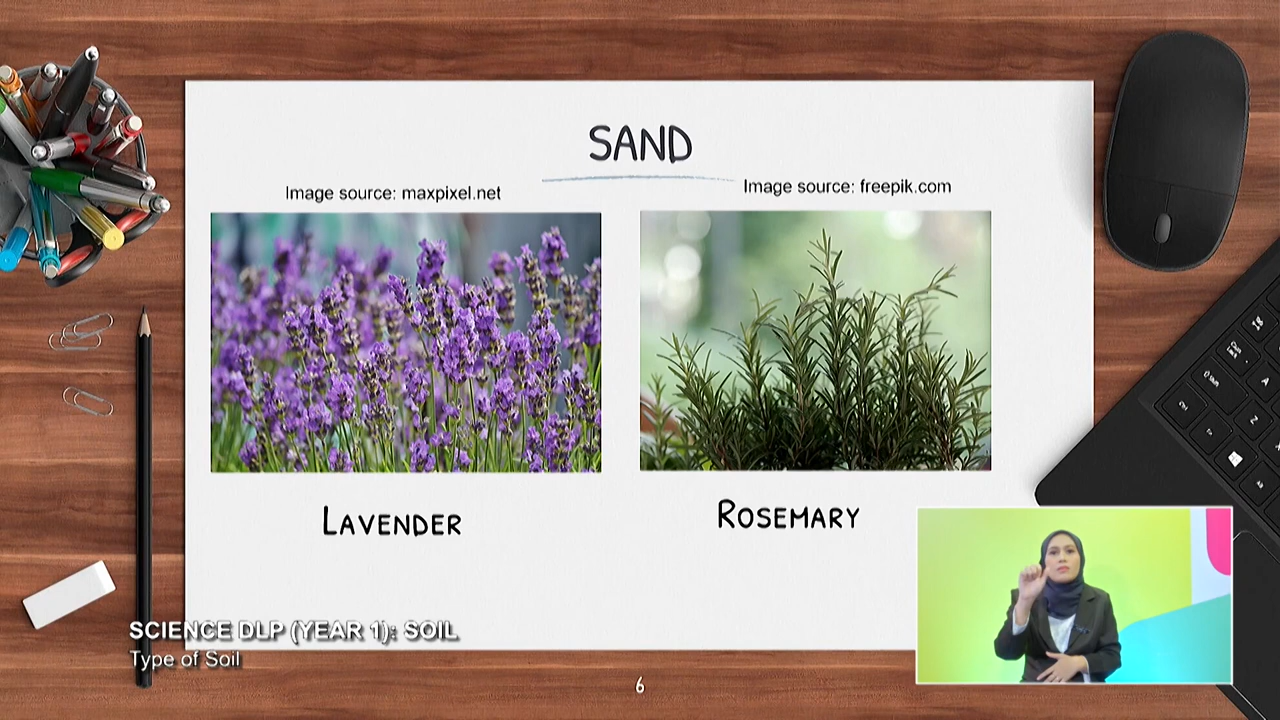 SAND
Image source: maxpixel.net
Image source: freepik.com
LAVENDER
ROSEMARY
SCIENCE DLP (YEAR 1): SOIL
Type of Soil
6